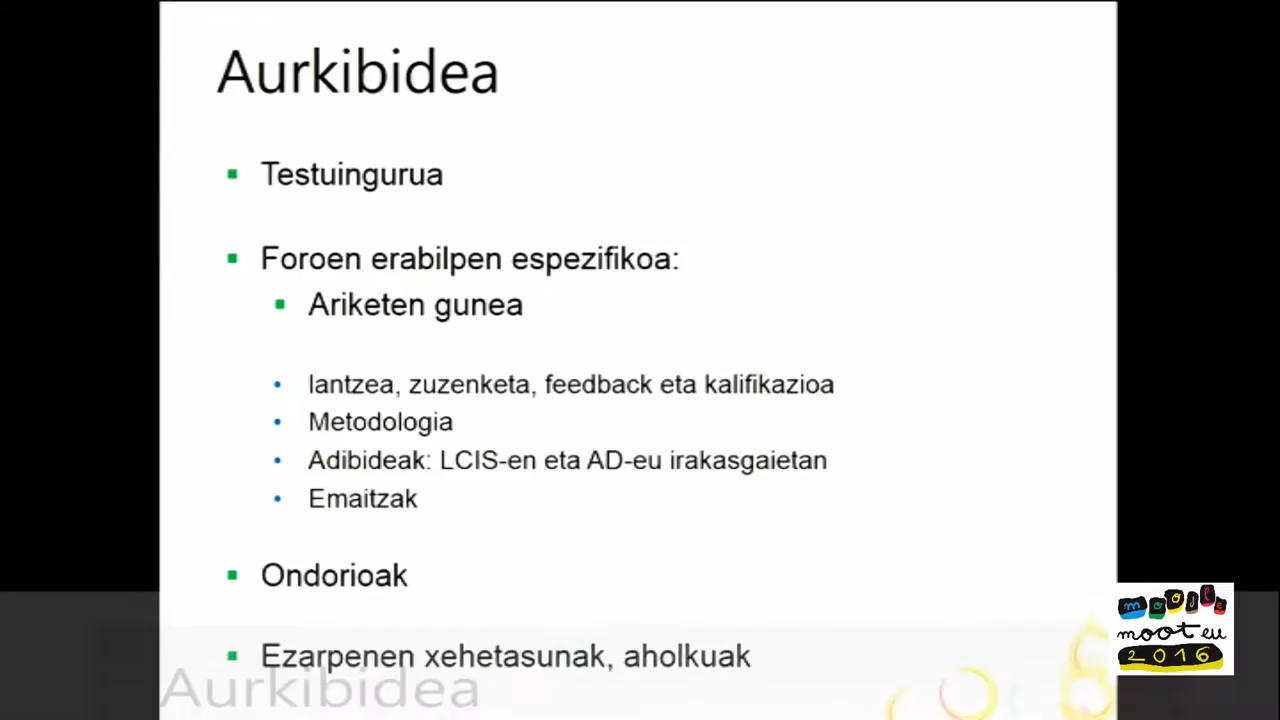 Aurkibidea
Testuingurua
Foroen erabilpen espezifikoa:
Ariketen gunea
lantzea, zuzenketa, feedback eta kalifikazioa
Metodologia
Adibideak: LCIS-en eta AD-eu irakasgaietan
Emaitzak
Ondorioak
Ezarpenen xehetasunak, aholkuak
Aurkibidea
moodle
moot eu
2016